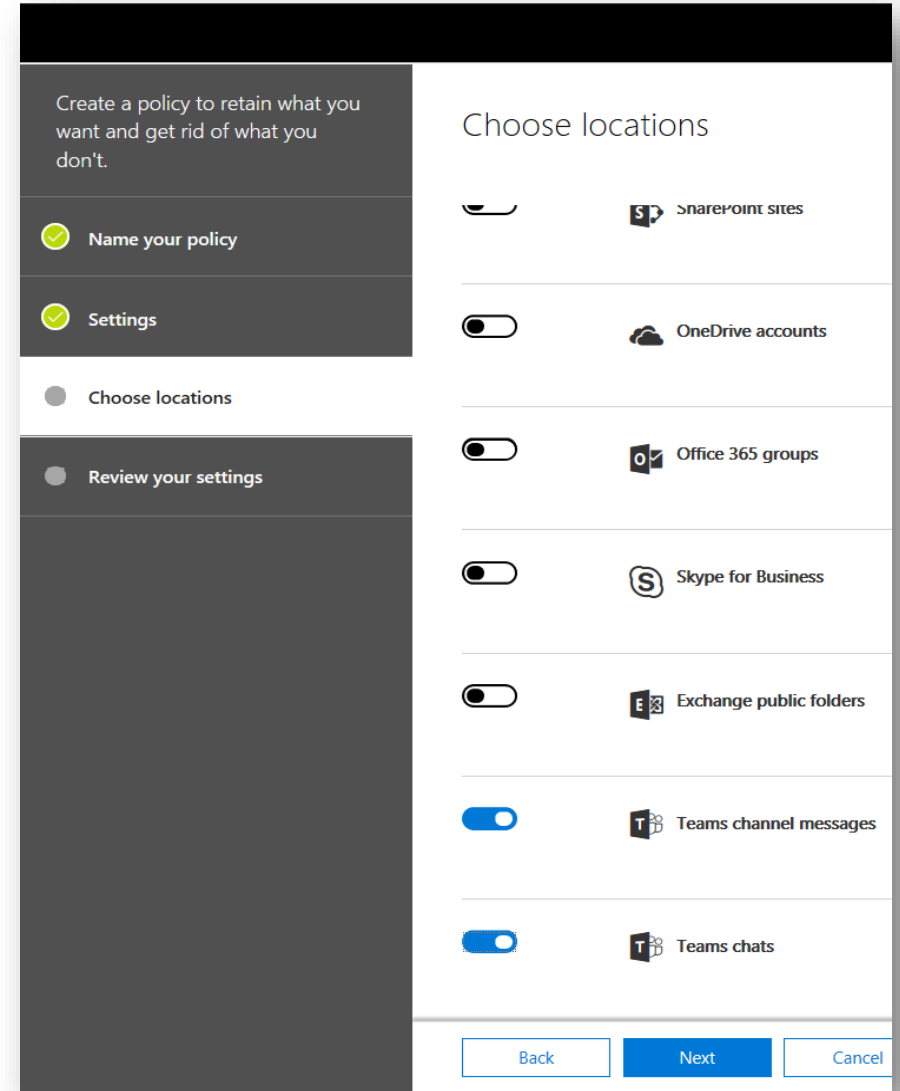 Create a policy to retain what you
want and get rid of what you
don't.
Name your policy
Settings
Choose locations
Review your settings
Choose locations
SharePoint sites
OneDrive accounts
Office 365 groups
Skype for Business
Exchange public folders
Teams channel messages
Teams chats
Back
Next
Cancel